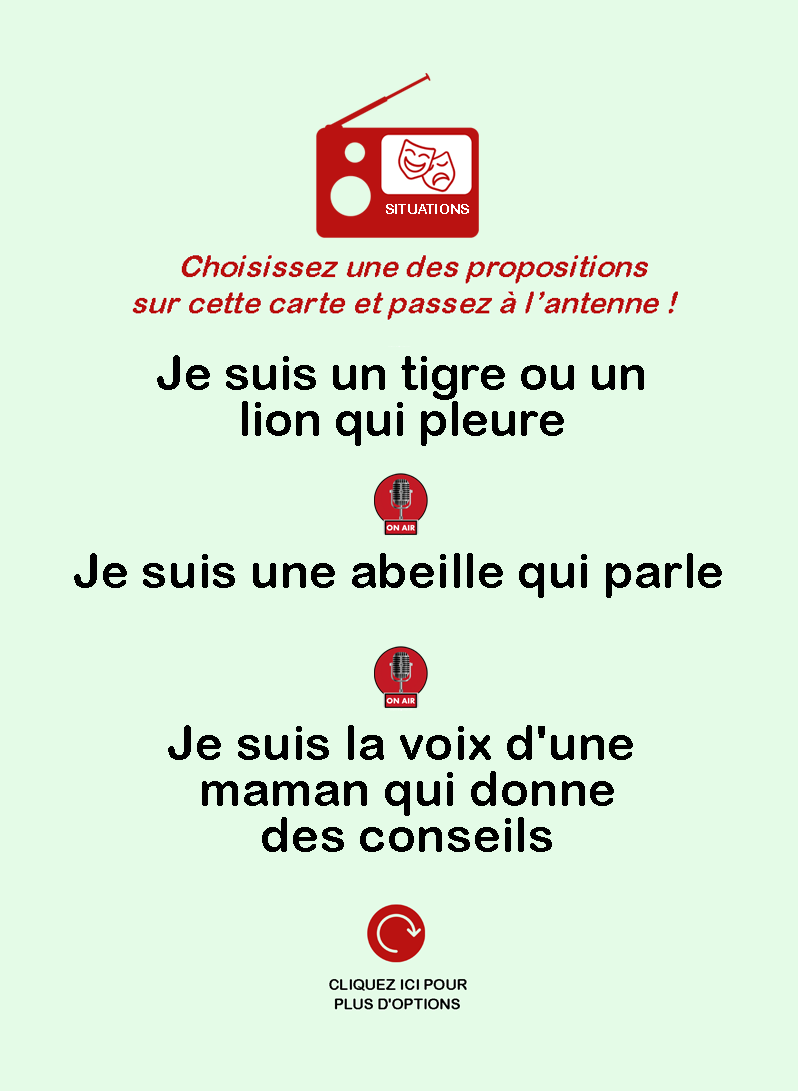 SITUATIONS
Choisissez une des propositions
sur cette carte et passez à l’antenne !
Je suis un tigre ou un
lion qui pleure
ON AIR
Je suis une abeille qui parle
ON AIR
Je suis la voix d'une
maman qui donne
des conseils
CLIQUEZ ICI POUR
PLUS D'OPTIONS